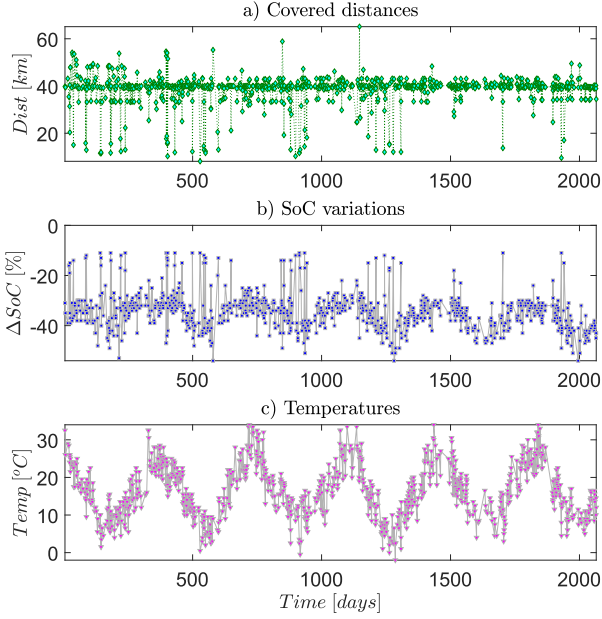 a) Covered distances
60
40
20
Dist [km]
500 1000 1500 2000
b) SoC variations
0
-20
-40
ΔSoC [%]
500 1000 1500 2000
c) Temperatures
30
20
10
0
Temp [°C]
500 1000 1500 2000
Time [days]